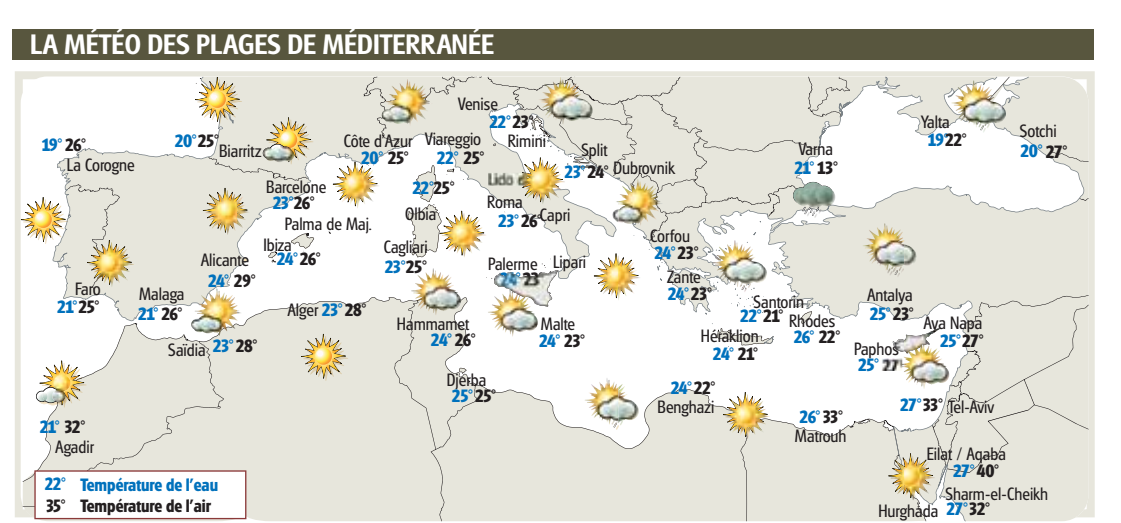 LA MÉTÉO DES PLAGES DE MÉDITERRANÉE
19° 26°
La Corogne
20° 25°
Biarritz
Côte d'Azur
20° 25°
Viareggio
22° 25°
Venise
22° 23°
Rimini
Split
23° 24°
Dubrovnik
Varna
21° 13°
Yalta
19°22°
Sotchi
20° 27°
Barcelone
23° 26°
Palma de Maj.
Ibiza
24° 26°
22°25°
Olbia
Lido
Roma
23° 26°
Capri
Cagliari
23°25°
Palerme
24° 23°
Lipari
Corfou
24° 23°
Zante
24° 23°
Alicante
24° 29°
Faro
21° 25°
Malaga
21° 26°
Alger 23° 28°
Saïdia 23° 28°
Hammamet
24° 26°
Malte
24° 23°
Santorin
22° 21°
Rhodes
26° 22°
Antalya
25° 23°
Aya Napa
25° 27°
Paphos
25° 27°
Héraklion
24° 21°
Djerba
25° 25°
24° 22°
Benghazi
26° 33°
Matrouh
27° 33°
Tel-Aviv
21° 32°
Agadir
Eilat / Aqaba
27° 40°
Sharm-el-Cheikh
Hurghada 27° 32°
22° Température de l'eau
35° Température de l'air